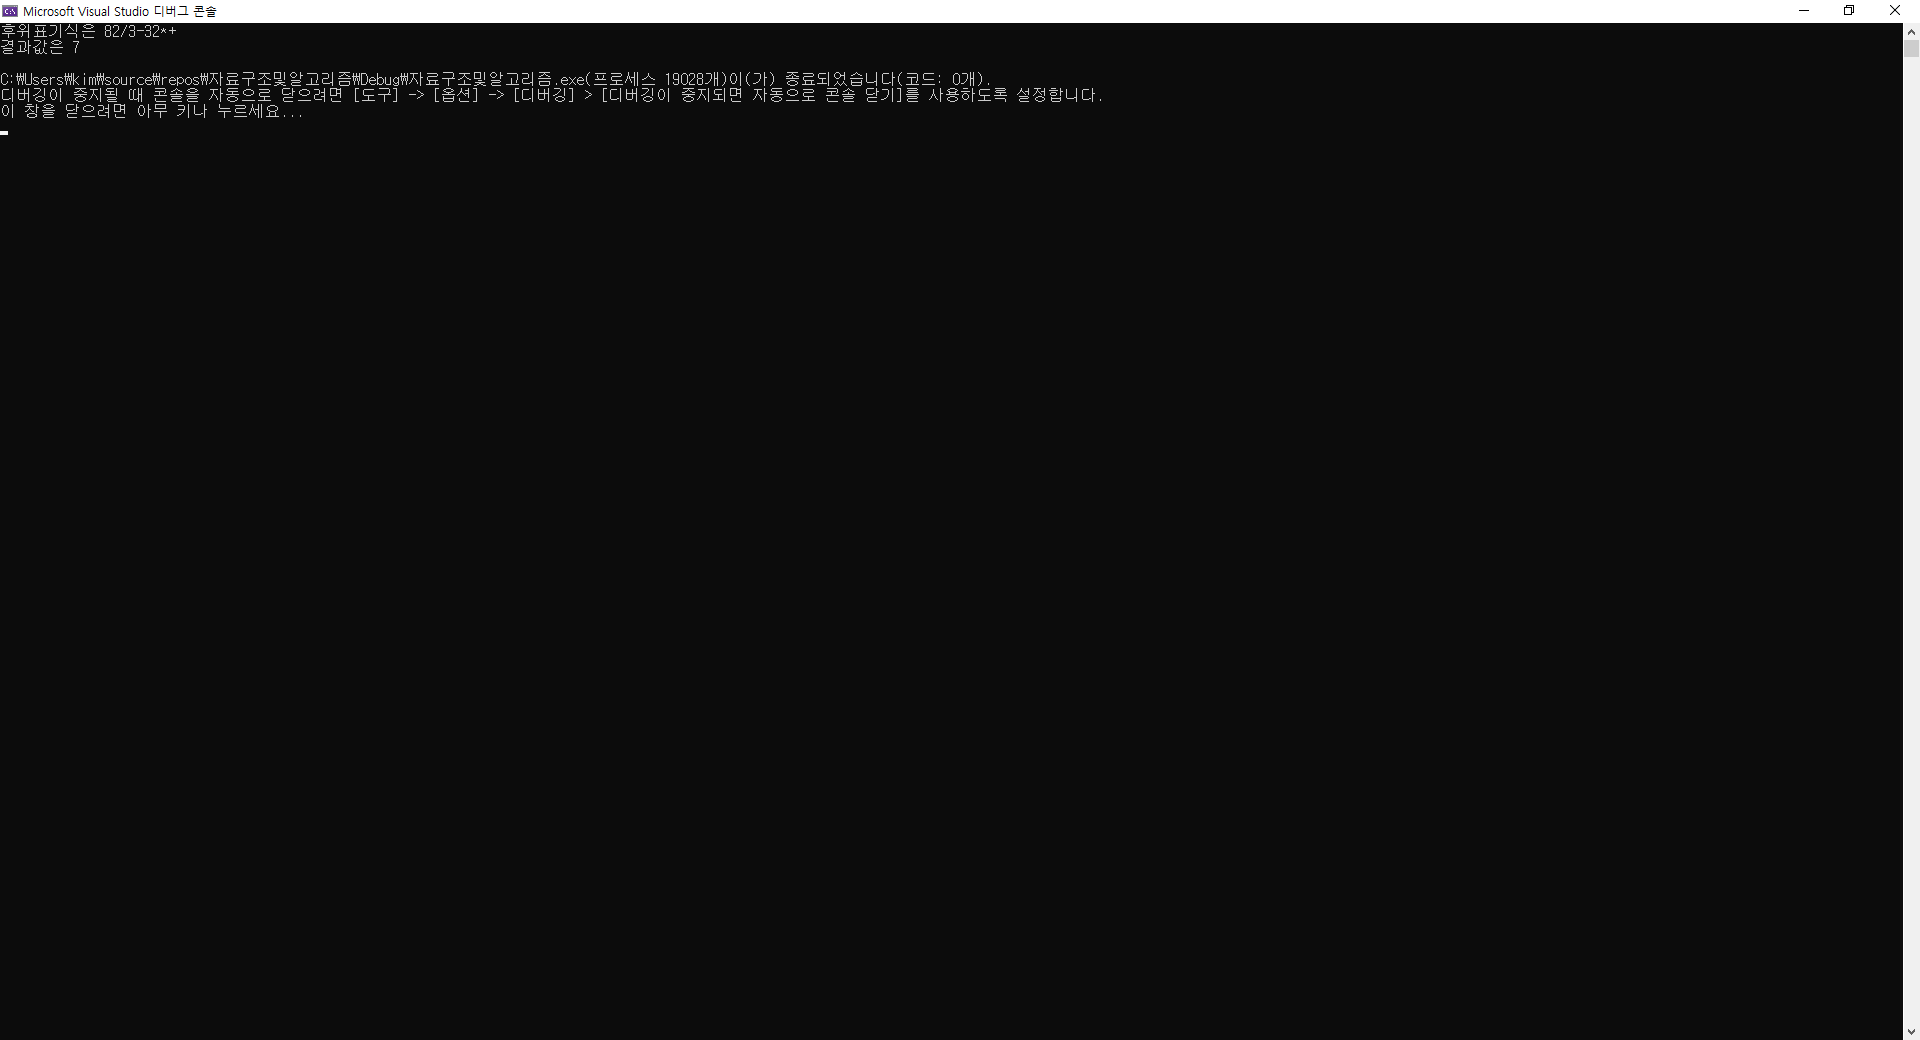 Microsoft Visual Studio 디버그 콘솔
후위표기식은 82/3-32*+
결과값은 7
C:\Users\kim\source\repos\자료구조및알고리즘\Debug\자료구조및알고리즘.exe(프로세스 19028개)이(가) 종료되었습니다(코드: 0개).
디버깅이 중지될 때 콘솔을 자동으로 닫으려면 [도구] -> [옵션] -> [디버깅] > [디버깅이 중지되면 자동으로 콘솔 닫기]를 사용하도록 설정합니다.
이 창을 닫으려면 아무 키나 누르세요...